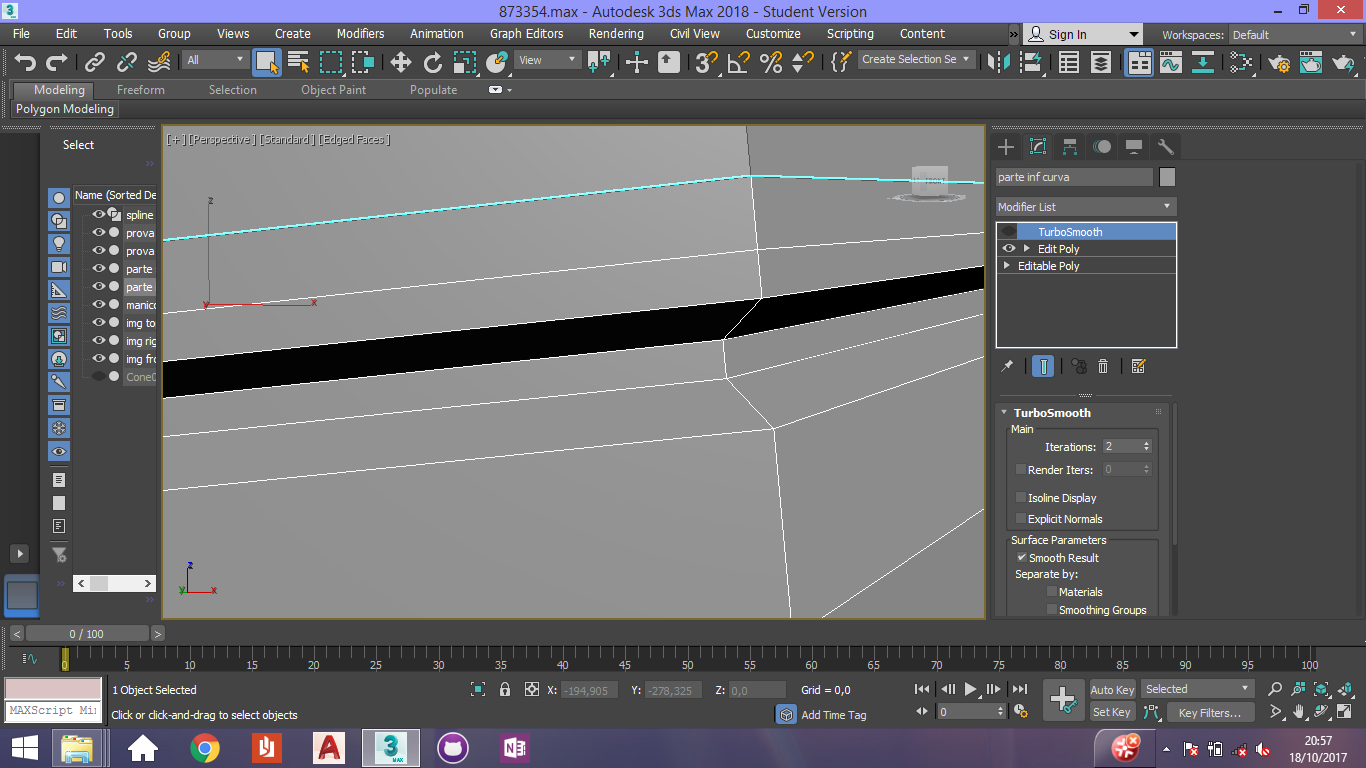 873354.max - Autodesk 3ds Max 2018 - Student Version
File Edit Tools Group Views Create Modifiers Animation Graph Editors Rendering Civil View Customize Scripting Content » Sign In Workspaces: Default
All View Create Selection Se
Modeling Freeform Selection Object Paint Populate
Polygon Modeling
Select
Name (Sorted De
spline
prova
prova
parte
parte
manico
img top
img rig
img fro
[+] [Perspective] [Standard] [Edged Faces]
z
y x
z
y x
parte inf curva
Modifier List
TurboSmooth
Edit Poly
Editable Poly
TurboSmooth
Main
Iterations: 2
Render Iters: 0
Isoline Display
Explicit Normals
Surface Parameters
Smooth Result
Separate by:
Materials
Smoothing Groups
< 0 / 100 >
0 5 10 15 20 25 30 35 40 45 50 55 60 65 70 75 80 85 90 95 100
1 Object Selected X: -194,905 Y: -278,325 Z: 0,0 Grid = 0,0 Auto Key Selected
MAXScript Mi Click or click-and-drag to select objects Add Time Tag 0 Set Key Key Filters...
20:57
18/10/2017